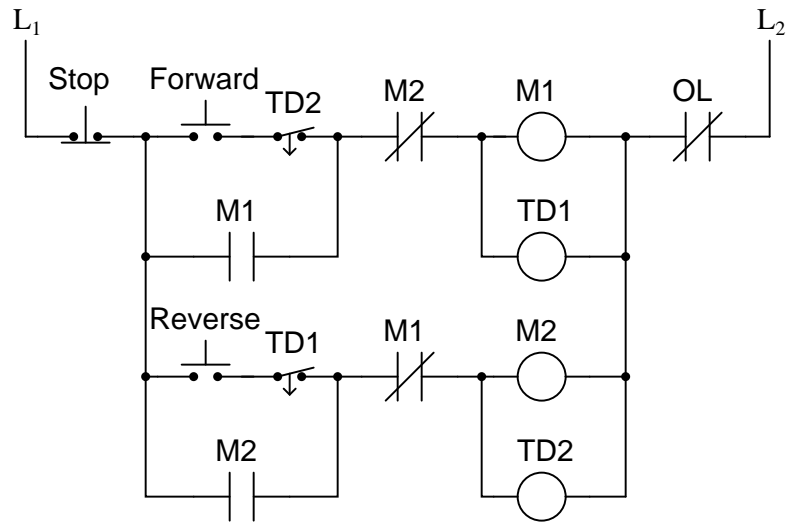 L₁ L₂
Stop Forward TD2 M2 M1 OL
M1 TD1
Reverse TD1 M1 M2
M2 TD2